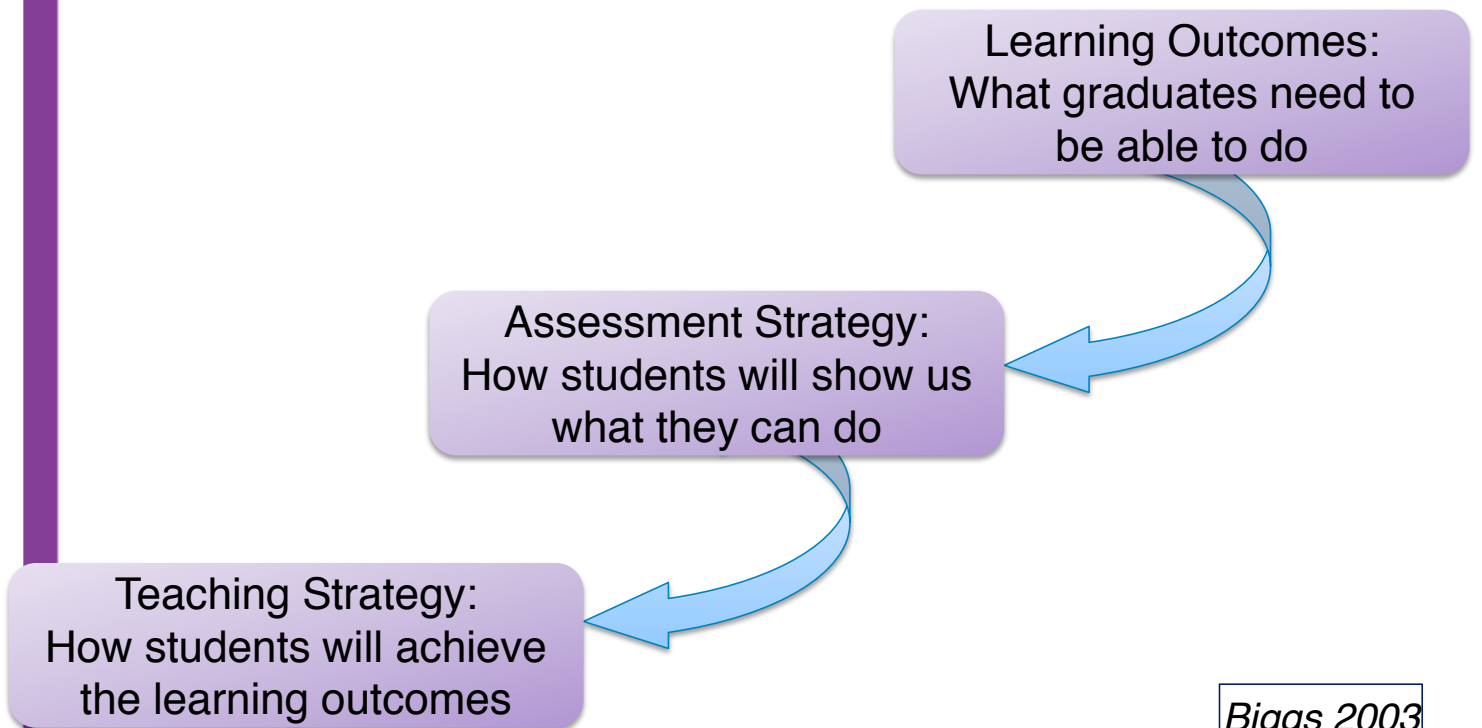 Learning Outcomes:
What graduates need to
be able to do
Assessment Strategy:
How students will show us
what they can do
Teaching Strategy:
How students will achieve
the learning outcomes
Biggs 2003